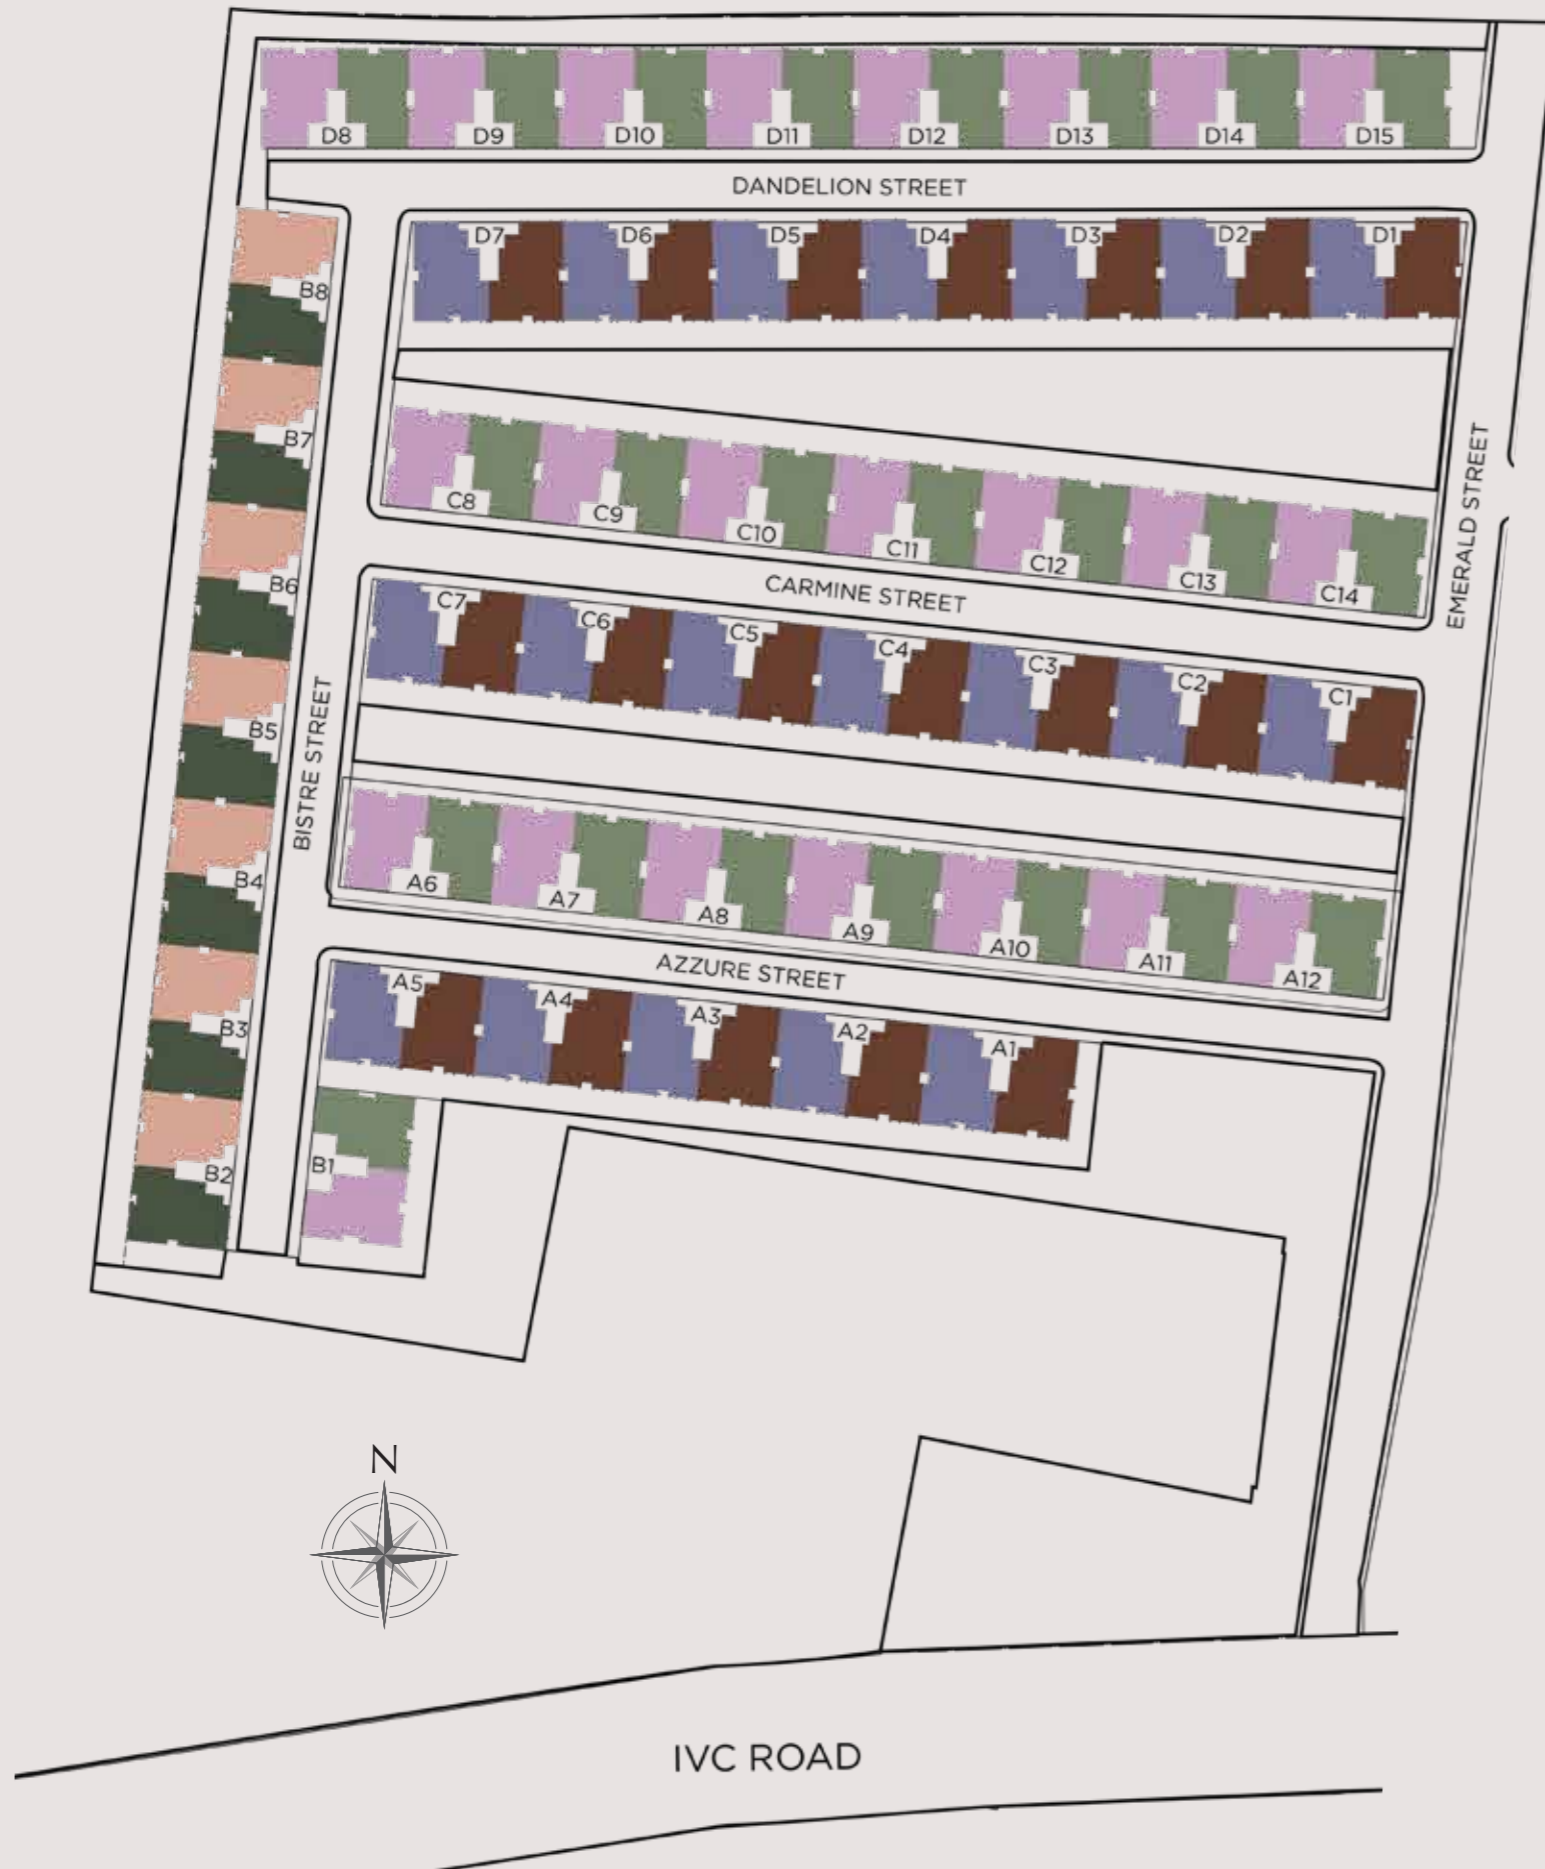 D8 D9 D10 D11 D12 D13 D14 D15
DANDELION STREET
D7 D6 D5 D4 D3 D2 D1
B8
B7
B6
B5
B4
B3
B2
BISTRE STREET
EMERALD STREET
C8 C9 C10 C11 C12 C13 C14
CARMINE STREET
C7 C6 C5 C4 C3 C2 C1
A6 A7 A8 A9 A10 A11 A12
AZZURE STREET
A5 A4 A3 A2 A1
B1
N
IVC ROAD